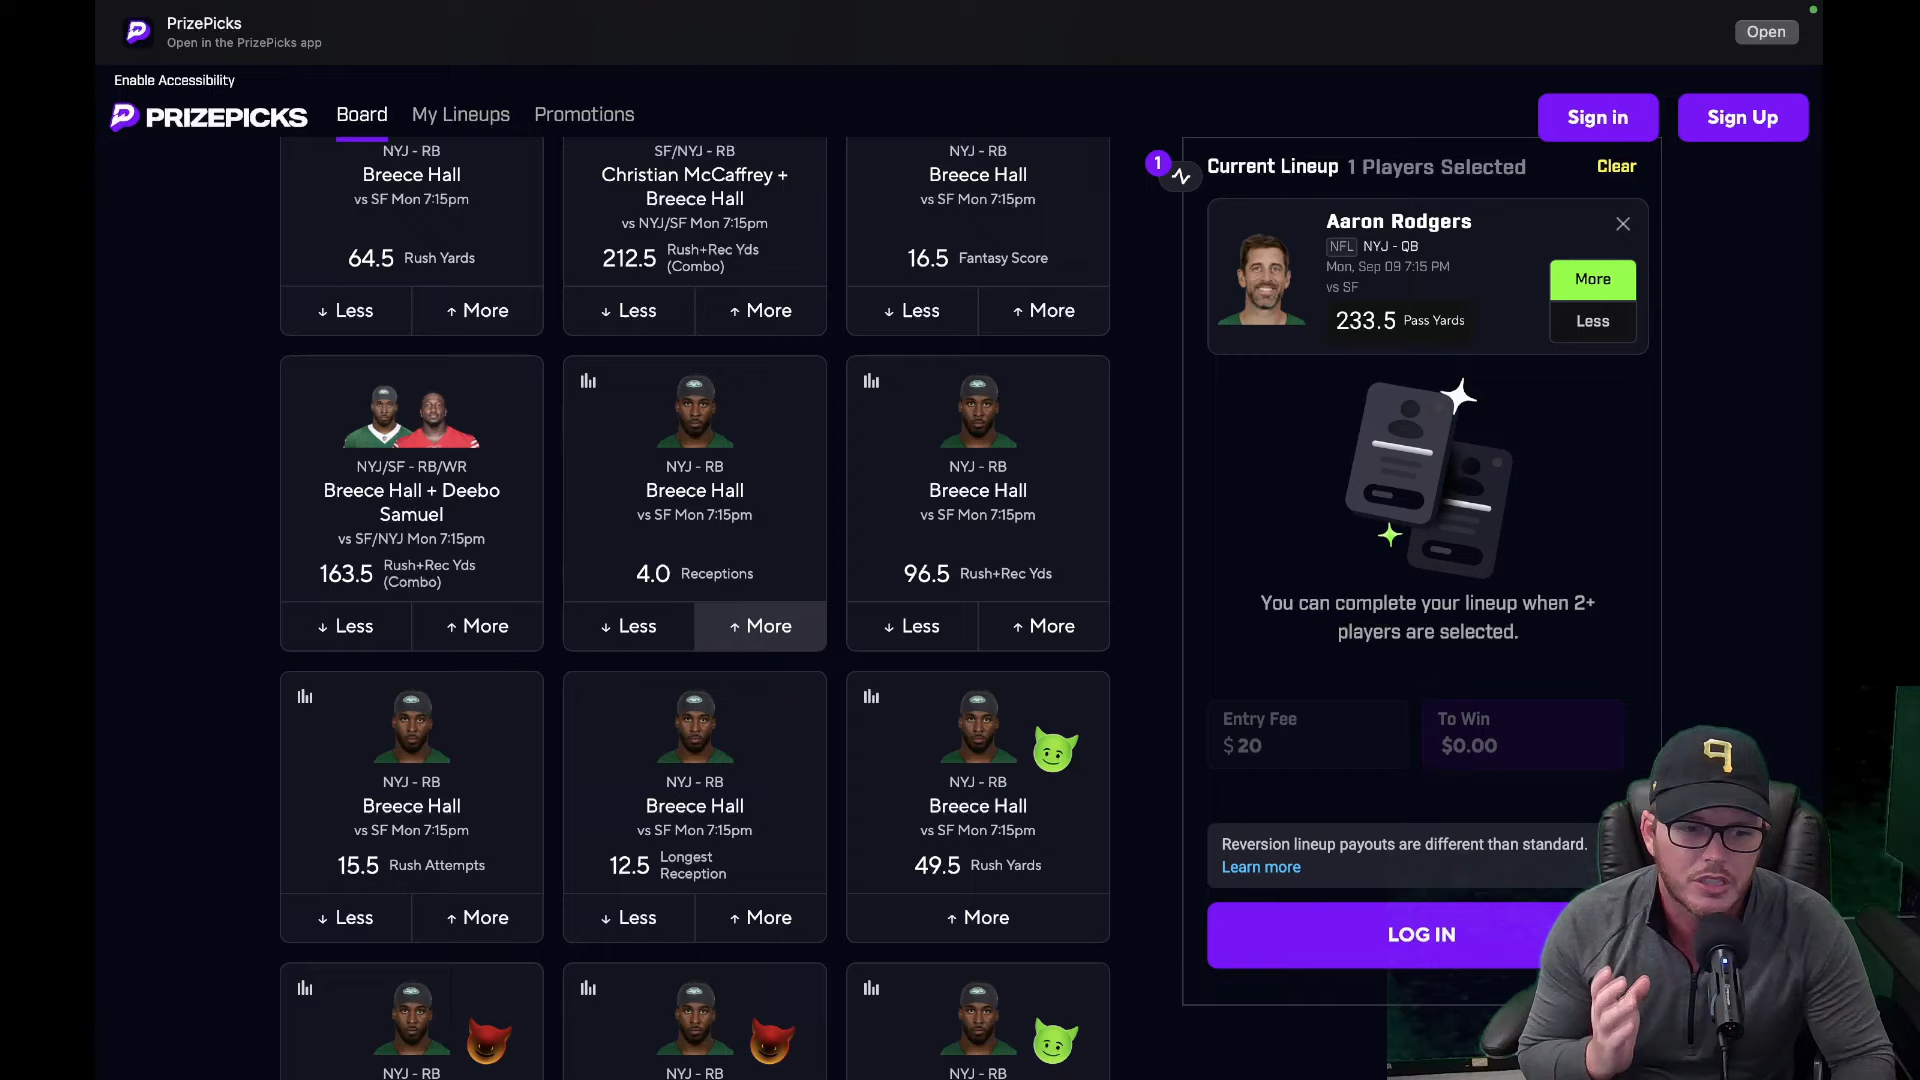 PrizePicks
Open in the PrizePicks app
Open
Enable Accessibility
PRIZEPICKS
Board
My Lineups
Promotions
Sign in
Sign Up
NYJ - RB
Breece Hall
vs SF Mon 7:15pm
64.5 Rush Yards
↓ Less
↑ More
SF/NYJ - RB
Christian McCaffrey +
Breece Hall
vs NYJ/SF Mon 7:15pm
212.5 Rush+Rec Yds
(Combo)
↓ Less
↑ More
NYJ - RB
Breece Hall
vs SF Mon 7:15pm
16.5 Fantasy Score
↓ Less
↑ More
NYJ/SF - RB/WR
Breece Hall + Deebo
Samuel
vs SF/NYJ Mon 7:15pm
163.5 Rush+Rec Yds
(Combo)
↓ Less
↑ More
NYJ - RB
Breece Hall
vs SF Mon 7:15pm
4.0 Receptions
↓ Less
↑ More
NYJ - RB
Breece Hall
vs SF Mon 7:15pm
96.5 Rush+Rec Yds
↓ Less
↑ More
NYJ - RB
Breece Hall
vs SF Mon 7:15pm
15.5 Rush Attempts
↓ Less
↑ More
NYJ - RB
Breece Hall
vs SF Mon 7:15pm
12.5 Longest
Reception
↓ Less
↑ More
NYJ - RB
Breece Hall
vs SF Mon 7:15pm
49.5 Rush Yards
↑ More
NYJ - RB
NYJ - RB
NYJ - RB
1
Current Lineup 1 Players Selected
Clear
Aaron Rodgers
NFL NYJ - QB
Mon, Sep 09 7:15 PM
vs SF
233.5 Pass Yards
More
Less
You can complete your lineup when 2+
players are selected.
Entry Fee
$ 20
To Win
$0.00
Reversion lineup payouts are different than standard.
Learn more
LOG IN
P